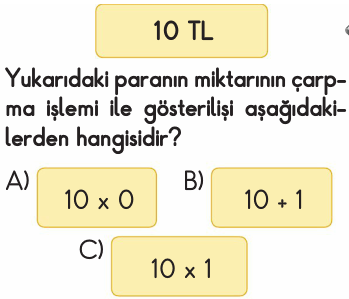 10 TL
Yukarıdaki paranın miktarının çarp-
ma işlemi ile gösterilişi aşağıdaki-
lerden hangisidir?
A) 10 x 0 B) 10 + 1
C) 10 x 1